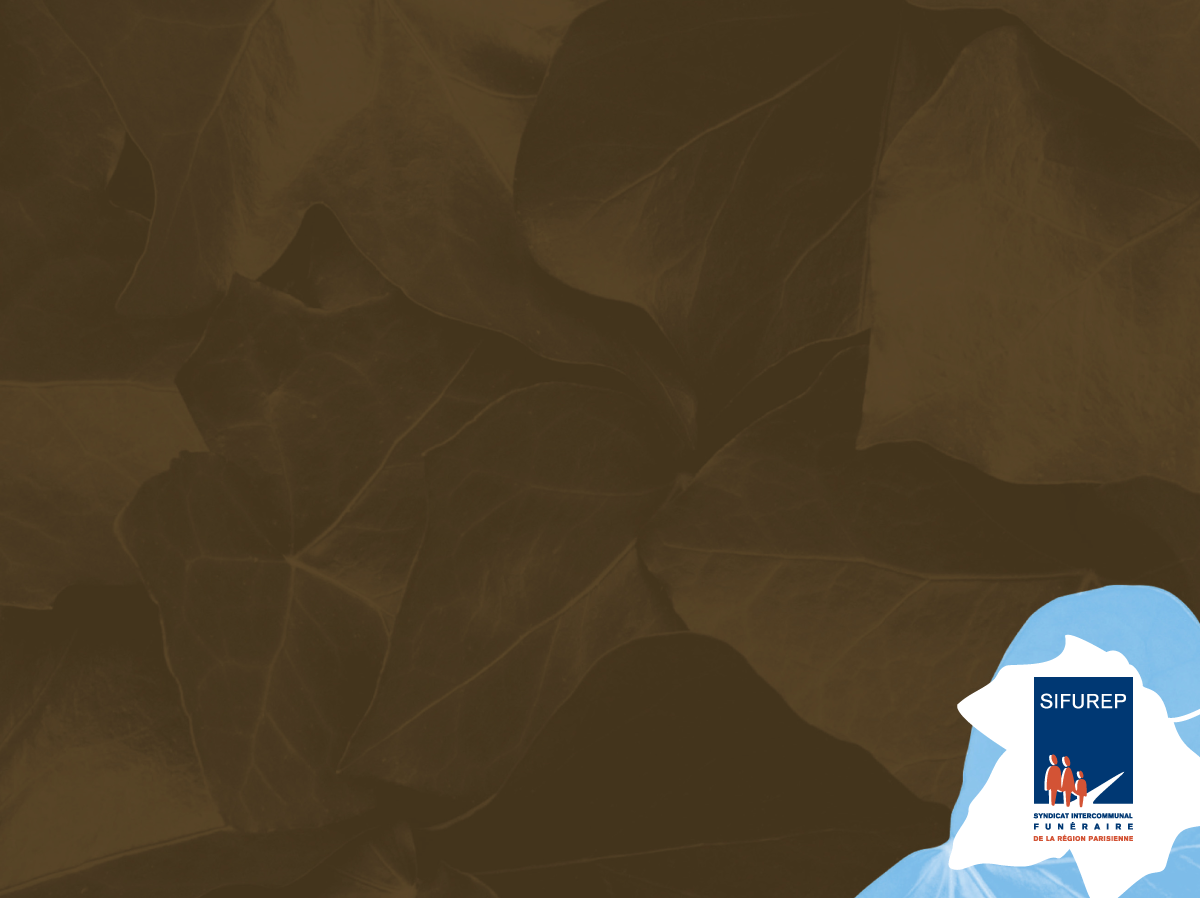 SIFUREP
SYNDICAT INTERCOMMUNAL
FUNÉRAIRE
DE LA RÉGION PARISIENNE